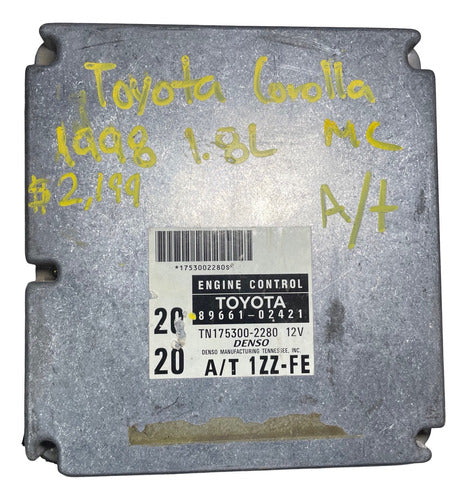 Toyota Corolla
1998 1.8L MC
$2,199 A/t
*1753002280S*
ENGINE CONTROL
TOYOTA
89661-02421
20 TN175300-2280 12V
DENSO
DENSO MANUFACTURING TENNESSEE, INC.
20 A/T 1ZZ-FE